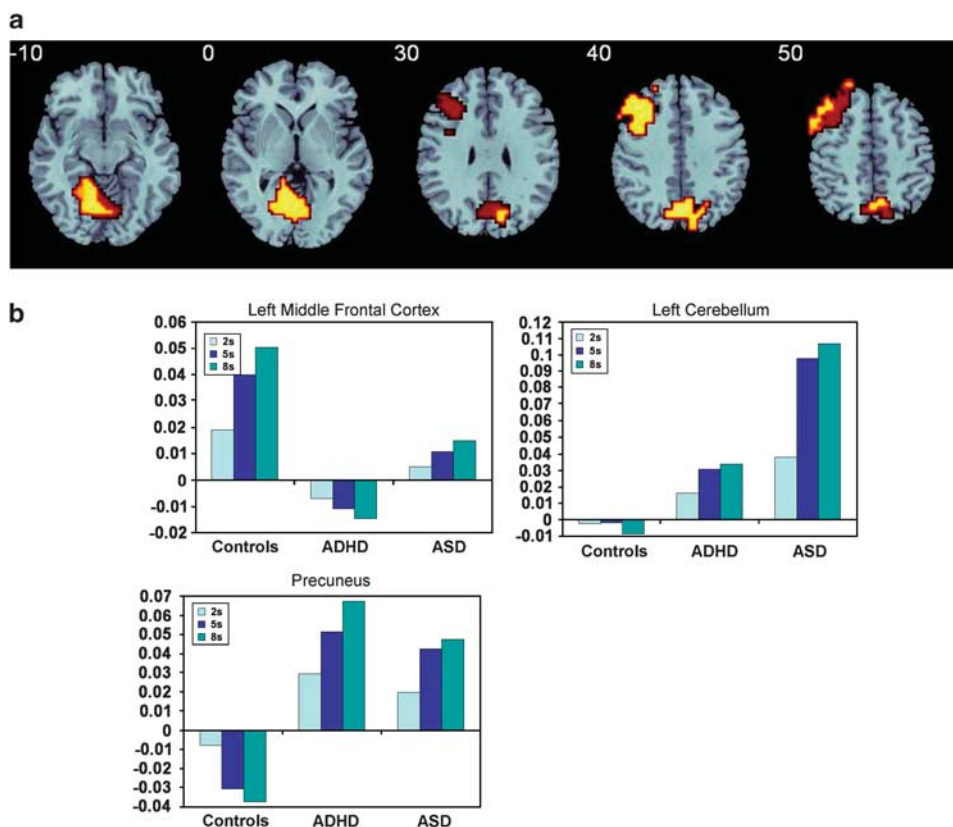 a
-10 0 30 40 50
b
Left Middle Frontal Cortex
0.06
0.05
0.04
0.03
0.02
0.01
0
-0.01
-0.02
2s
5s
8s
Controls ADHD ASD
Left Cerebellum
0.12
0.1
0.09
0.08
0.07
0.06
0.05
0.04
0.03
0.02
0
-0.01
2s
5s
8s
Controls ADHD ASD
Precuneus
0.07
0.06
0.05
0.04
0.03
0.02
0.01
0
-0.01
-0.02
-0.03
-0.04
2s
5s
8s
Controls ADHD ASD